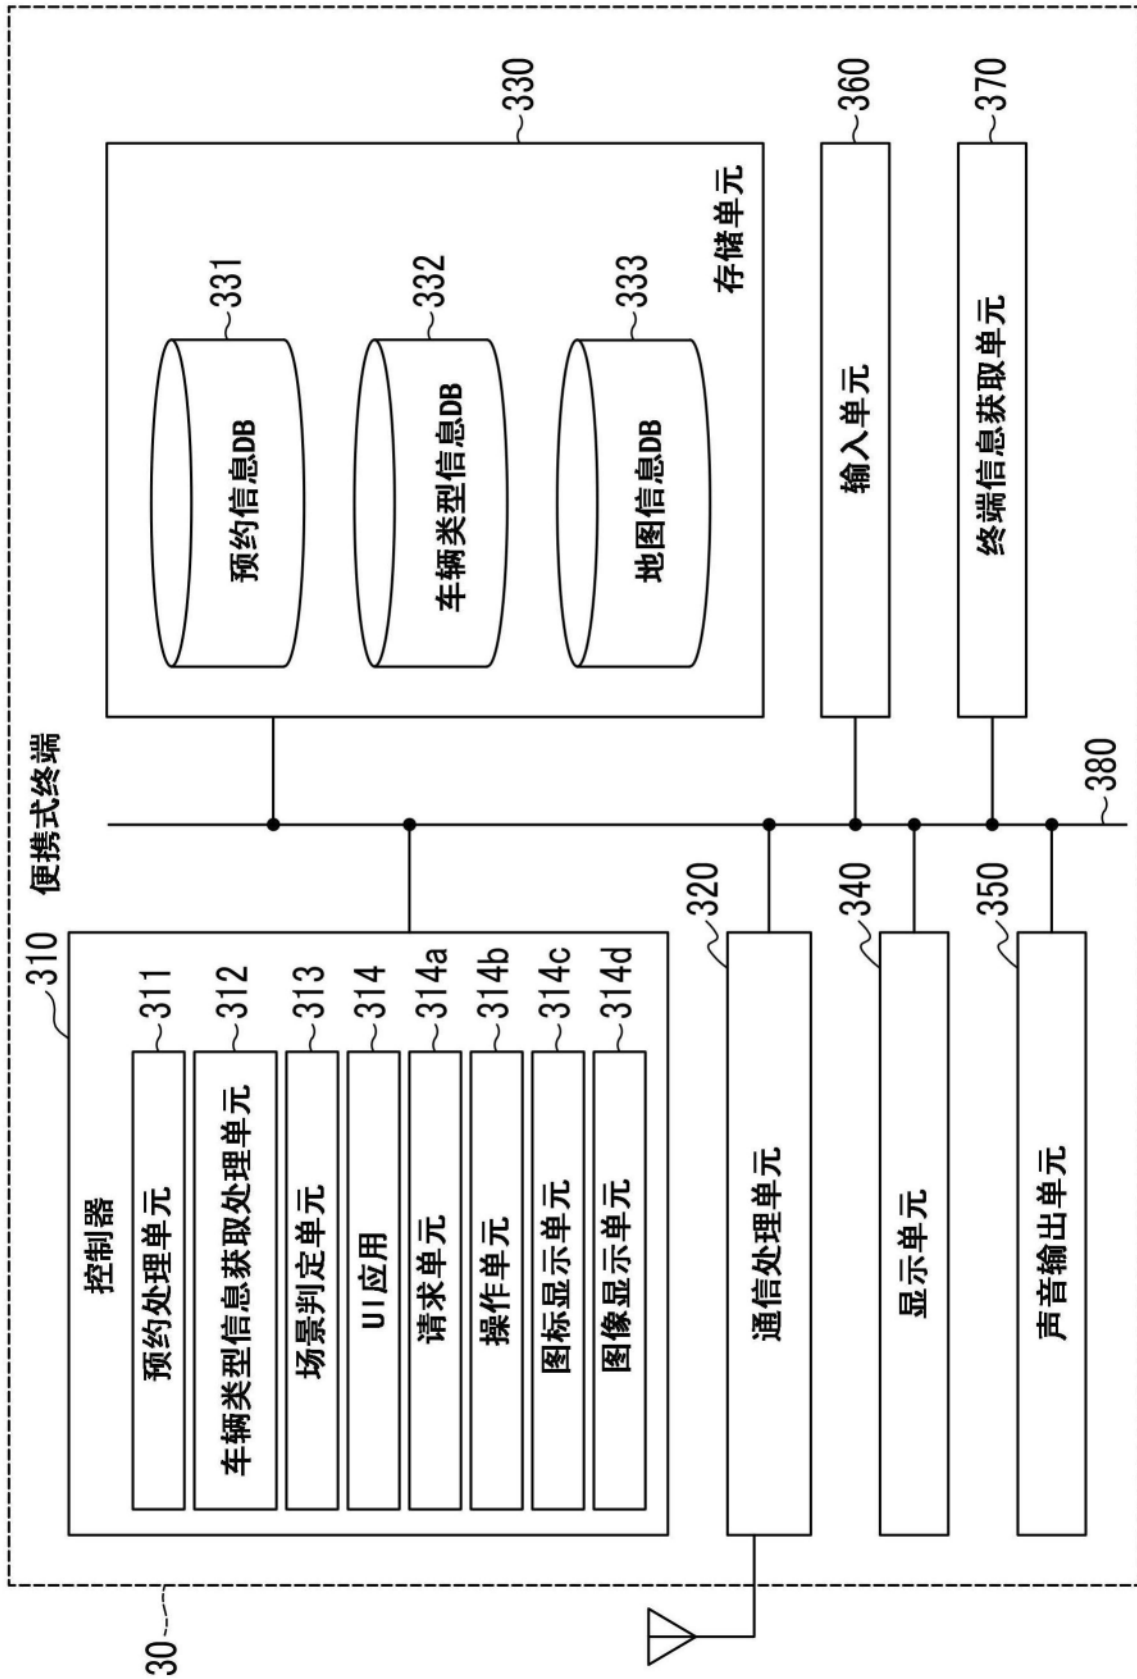 30
便携式终端
310
控制器
预约处理单元
311
车辆类型信息获取处理单元
312
场景判定单元
313
UI应用
314
请求单元
314a
操作单元
314b
图标显示单元
314c
图像显示单元
314d
通信处理单元
320
显示单元
340
声音输出单元
350
380
330
预约信息DB
331
车辆类型信息DB
332
地图信息DB
333
存储单元
输入单元
360
终端信息获取单元
370